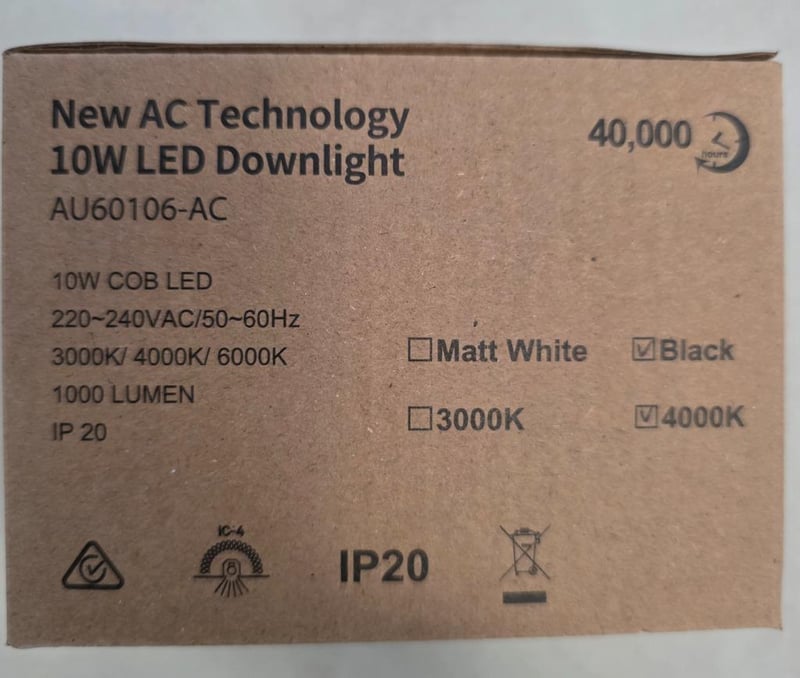 New AC Technology
10W LED Downlight
AU60106-AC
40,000
hours
10W COB LED
220~240VAC/50~60Hz
3000K/ 4000K/ 6000K
1000 LUMEN
IP 20
☐Matt White ☑Black
☐3000K ☑4000K
IC-4
IP20